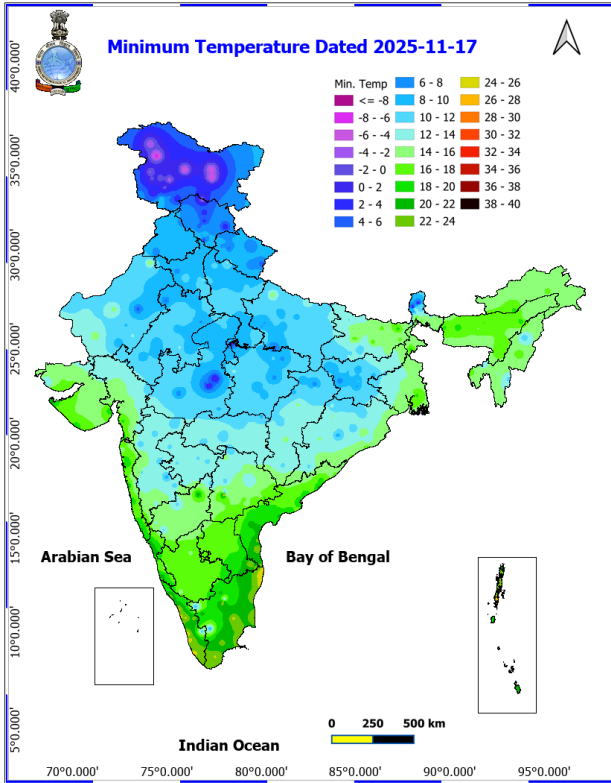 Minimum Temperature Dated 2025-11-17
Min. Temp
<= -8
-8 - -6
-6 - -4
-4 - -2
-2 - 0
0 - 2
2 - 4
4 - 6
6 - 8
8 - 10
10 - 12
12 - 14
14 - 16
16 - 18
18 - 20
20 - 22
22 - 24
24 - 26
26 - 28
28 - 30
30 - 32
32 - 34
34 - 36
36 - 38
38 - 40
40°0.000'
35°0.000'
30°0.000'
25°0.000'
20°0.000'
15°0.000'
10°0.000'
5°0.000'
Arabian Sea
Bay of Bengal
Indian Ocean
0 250 500 km
70°0.000' 75°0.000' 80°0.000' 85°0.000' 90°0.000' 95°0.000'